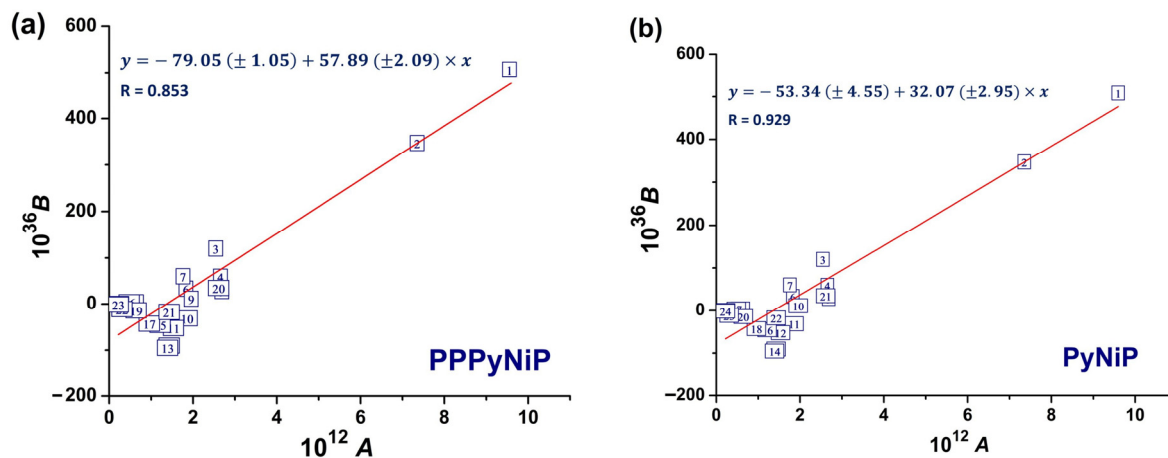 (a)
y = − 79.05 (± 1.05) + 57.89 (±2.09) × x
R = 0.853
600
400
200
0
−200
10³⁶B
1
2
3
7
4
6
20
9
23
19
21
10
17
5
13
PPPyNiP
0 2 4 6 8 10
10¹² A
(b)
y = − 53.34 (± 4.55) + 32.07 (±2.95) × x
R = 0.929
600
400
200
0
−200
10³⁶B
1
2
3
7
4
21
10
24
20
22
11
18
6
12
14
PyNiP
0 2 4 6 8 10
10¹² A